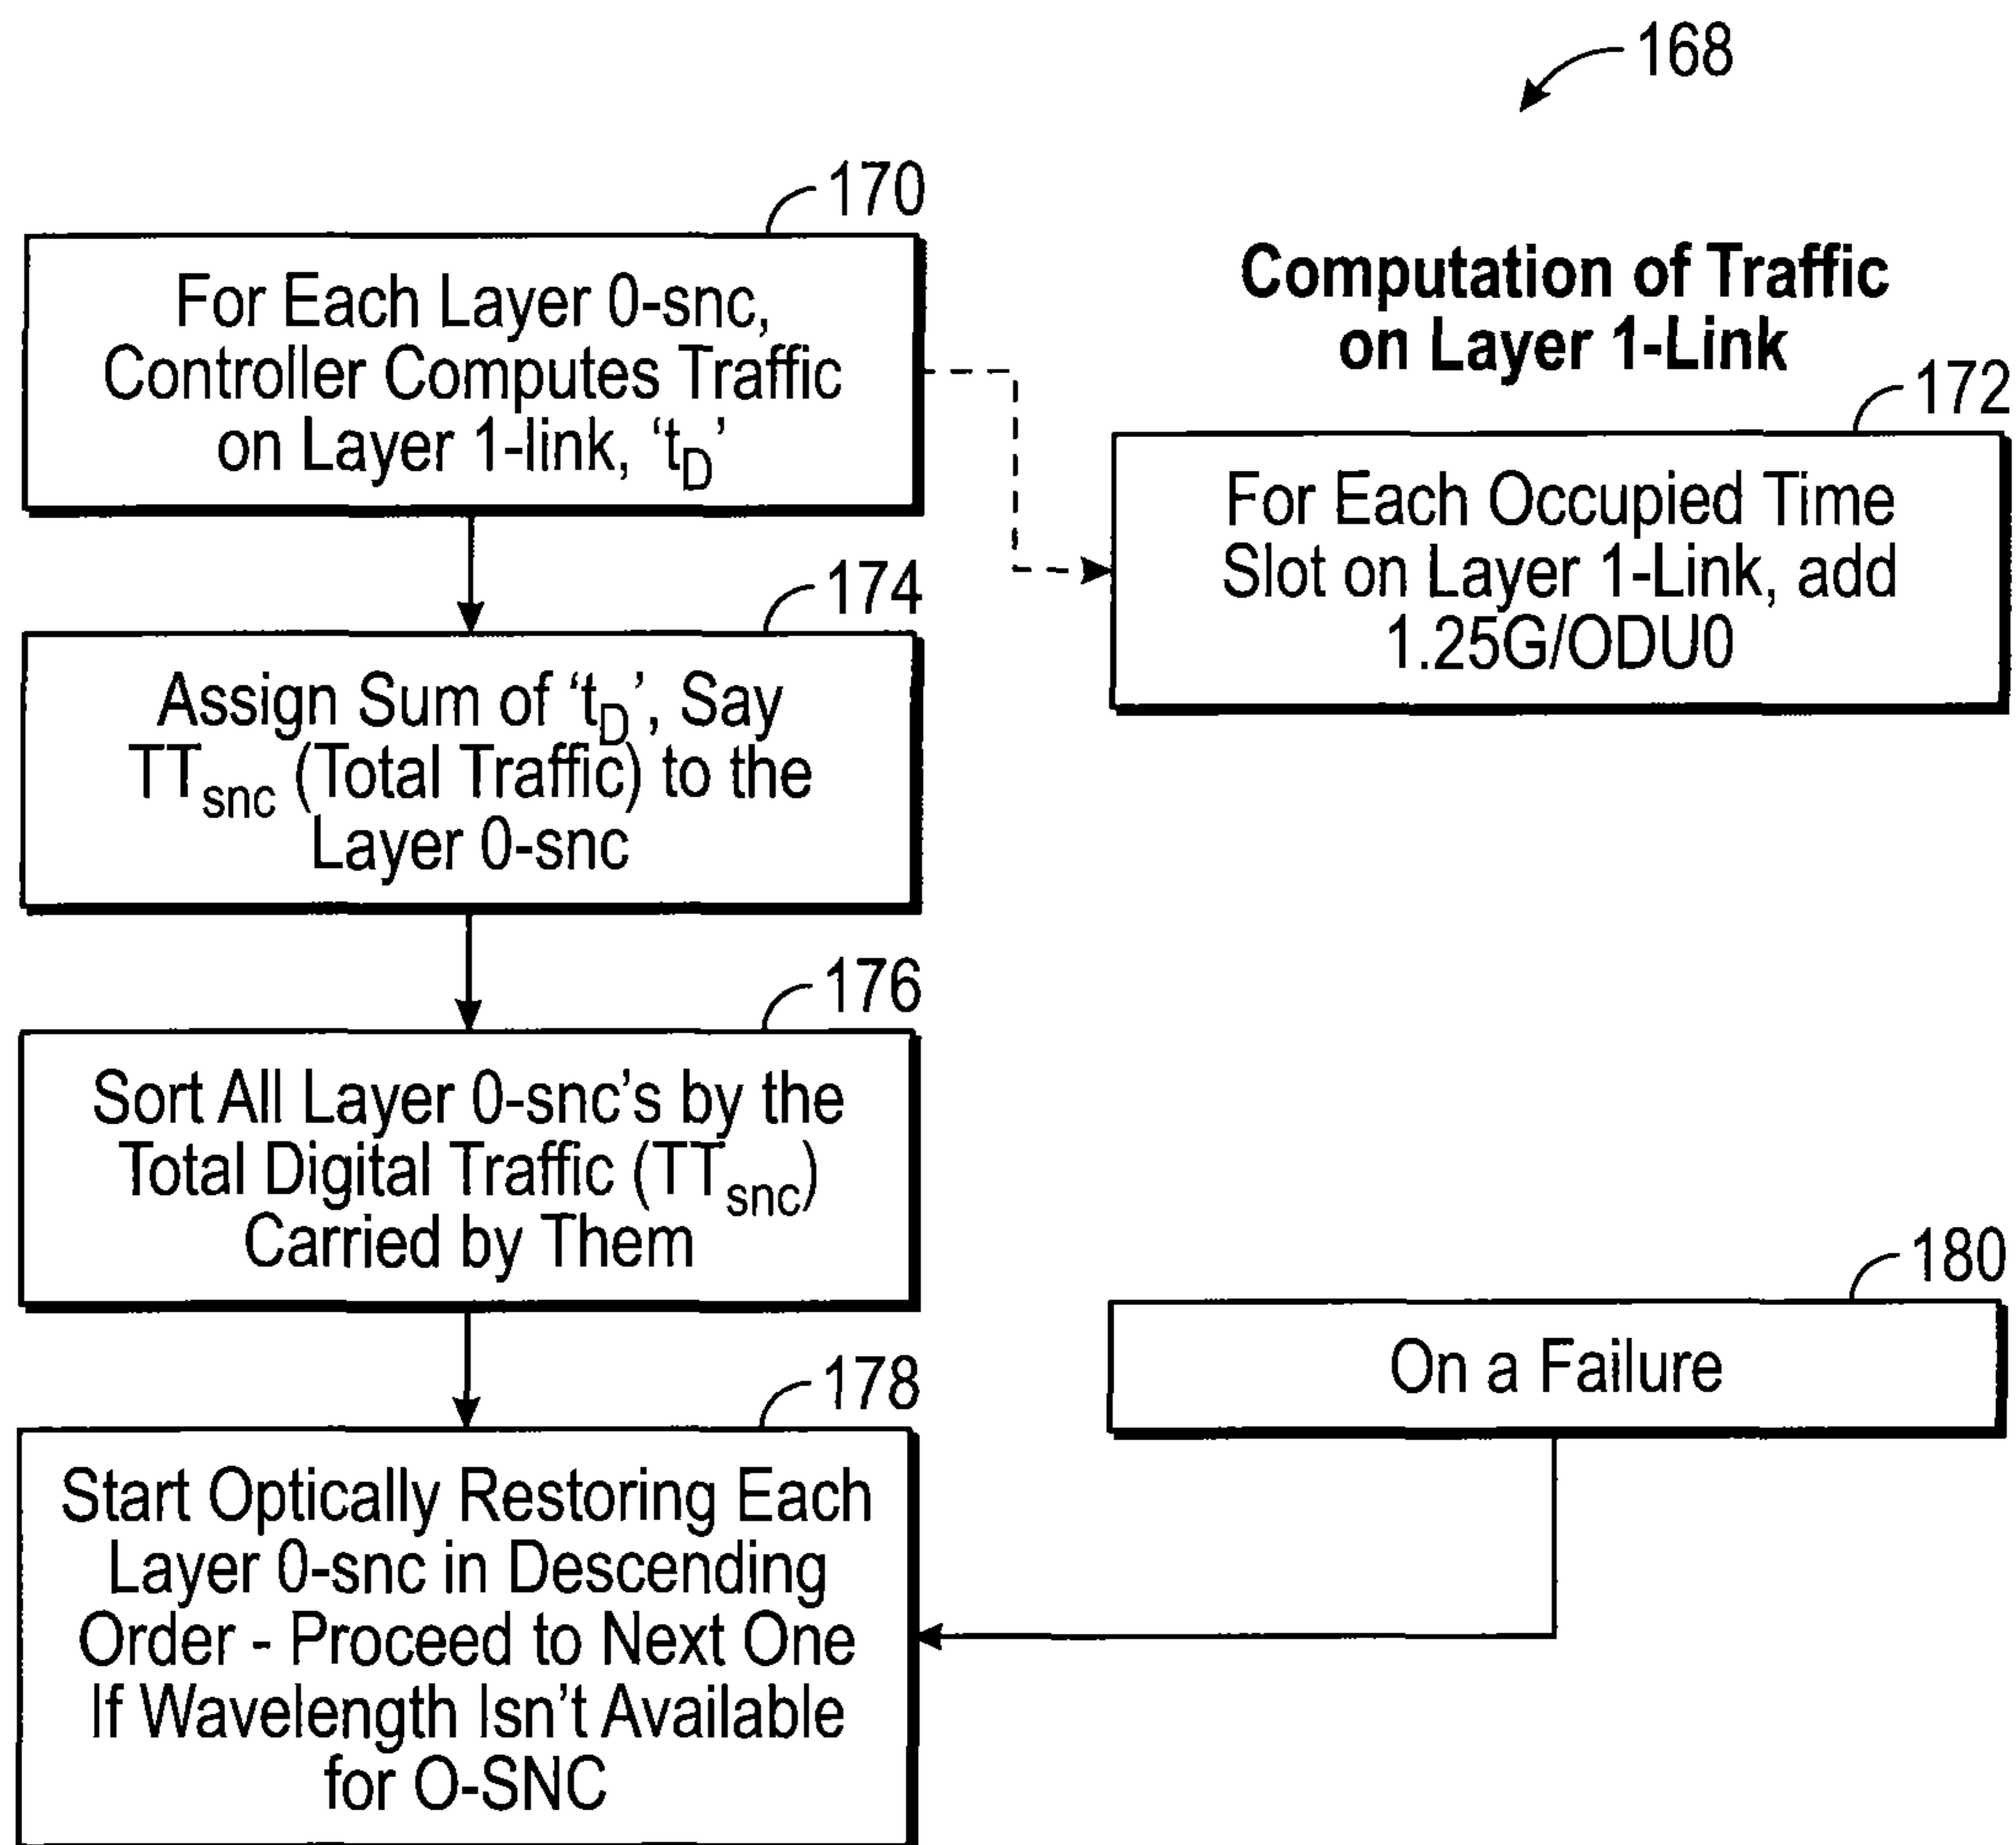 168
170
For Each Layer 0-snc,
Controller Computes Traffic
on Layer 1-link, ‘tD’
Computation of Traffic
on Layer 1-Link
172
For Each Occupied Time
Slot on Layer 1-Link, add
1.25G/ODU0
174
Assign Sum of ‘tD’, Say
TTsnc (Total Traffic) to the
Layer 0-snc
176
Sort All Layer 0-snc’s by the
Total Digital Traffic (TTsnc)
Carried by Them
180
On a Failure
178
Start Optically Restoring Each
Layer 0-snc in Descending
Order - Proceed to Next One
If Wavelength Isn’t Available
for O-SNC